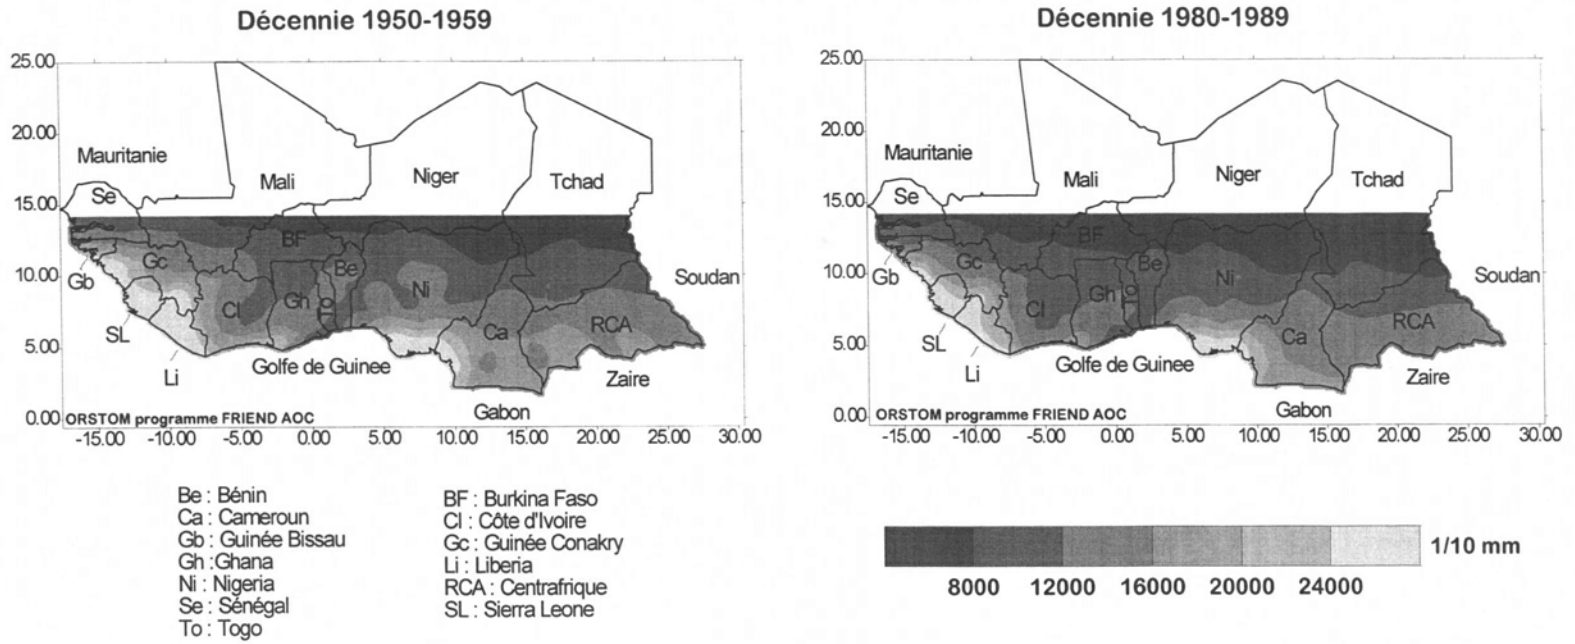 Décennie 1950-1959
Décennie 1980-1989
25.00
20.00
15.00
10.00
5.00
0.00
Mauritanie
Mali
Niger
Tchad
Se
BF
Gc
Be
Gb
Soudan
CI
Gh
To
Ni
SL
Ca
RCA
Li
Golfe de Guinee
Zaire
Gabon
ORSTOM programme FRIEND AOC
-15.00 -10.00 -5.00 0.00 5.00 10.00 15.00 20.00 25.00 30.00
25.00
20.00
15.00
10.00
5.00
0.00
Mauritanie
Mali
Niger
Tchad
Se
BF
Gc
Be
Gb
Soudan
CI
Gh
To
Ni
SL
Ca
RCA
Li
Golfe de Guinee
Zaire
Gabon
ORSTOM programme FRIEND AOC
-15.00 -10.00 -5.00 0.00 5.00 10.00 15.00 20.00 25.00 30.00
Be : Bénin
Ca : Cameroun
Gb : Guinée Bissau
Gh :Ghana
Ni : Nigeria
Se : Sénégal
To : Togo
BF : Burkina Faso
CI : Côte d'Ivoire
Gc : Guinée Conakry
Li : Liberia
RCA : Centrafrique
SL : Sierra Leone
1/10 mm
8000 12000 16000 20000 24000